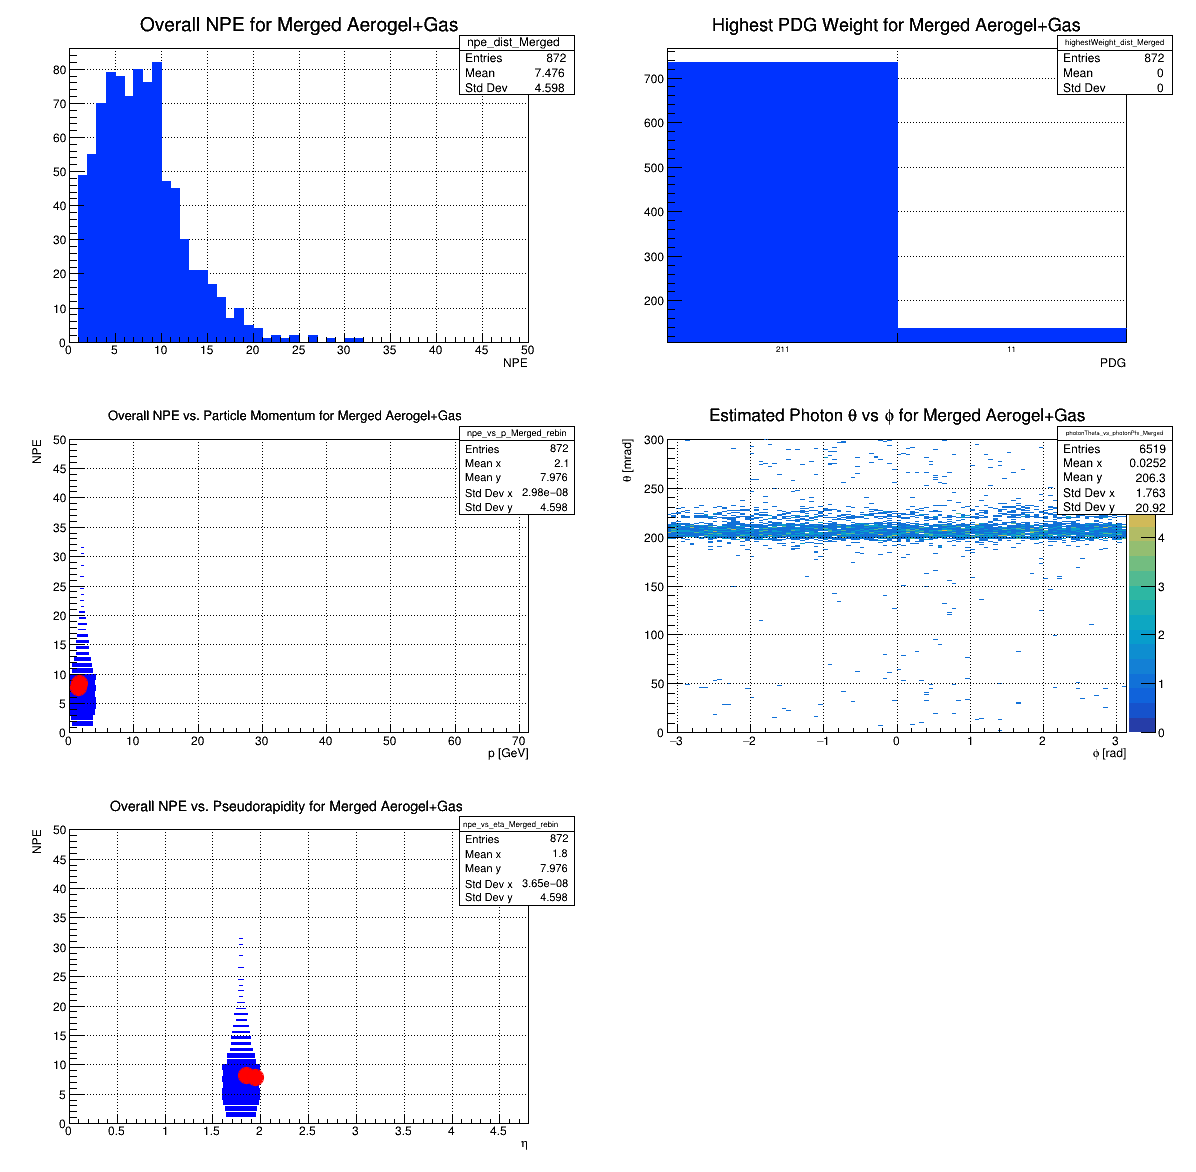 Overall NPE for Merged Aerogel+Gas
npe_dist_Merged
Entries 872
Mean 7.476
Std Dev 4.598
80
70
60
50
40
30
20
10
0
0 5 10 15 20 25 30 35 40 45 50
NPE
Highest PDG Weight for Merged Aerogel+Gas
highestWeight_dist_Merged
Entries 872
Mean 0
Std Dev 0
700
600
500
400
300
200
211 11
PDG
Overall NPE vs. Particle Momentum for Merged Aerogel+Gas
npe_vs_p_Merged_rebin
Entries 872
Mean x 2.1
Mean y 7.976
Std Dev x 2.98e−08
Std Dev y 4.598
NPE
50
45
40
35
30
25
20
15
10
5
0
0 10 20 30 40 50 60 70
p [GeV]
Estimated Photon θ vs ϕ for Merged Aerogel+Gas
photonTheta_vs_photonPhi_Merged
Entries 6519
Mean x 0.0252
Mean y 206.3
Std Dev x 1.763
Std Dev y 20.92
θ [mrad]
300
250
200
150
100
50
0
−3 −2 −1 0 1 2 3
ϕ [rad]
4
3
2
1
0
Overall NPE vs. Pseudorapidity for Merged Aerogel+Gas
npe_vs_eta_Merged_rebin
Entries 872
Mean x 1.8
Mean y 7.976
Std Dev x 3.65e−08
Std Dev y 4.598
NPE
50
45
40
35
30
25
20
15
10
5
0
0 0.5 1 1.5 2 2.5 3 3.5 4 4.5
η